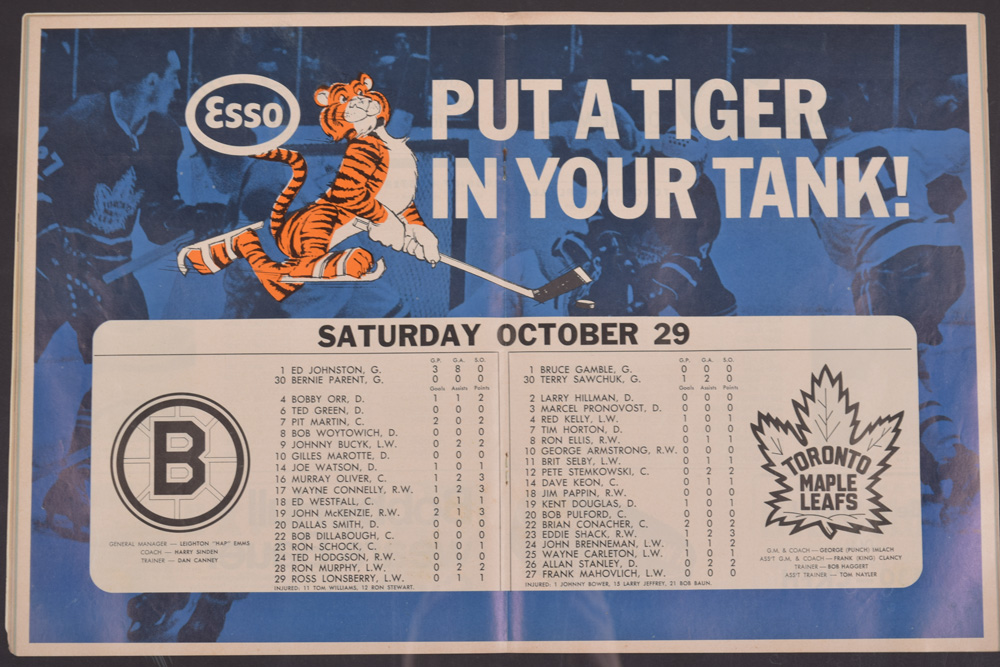 Esso
PUT A TIGER
IN YOUR TANK!
SATURDAY OCTOBER 29
G.P. G.A. S.O.
1 ED JOHNSTON, G. 3 8 0
30 BERNIE PARENT, G. 0 0 0
Goals Assists Points
4 BOBBY ORR, D. 1 1 2
6 TED GREEN, D. 0 0 0
7 PIT MARTIN, C. 2 0 2
8 BOB WOYTOWICH, D. 0 0 0
9 JOHNNY BUCYK, L.W. 0 2 2
10 GILLES MAROTTE, D. 0 0 0
14 JOE WATSON, D. 1 0 1
16 MURRAY OLIVER, C. 1 2 3
17 WAYNE CONNELLY, R.W. 1 2 3
18 ED WESTFALL, C. 0 1 1
19 JOHN McKENZIE, R.W. 2 1 3
20 DALLAS SMITH, D. 0 0 0
22 BOB DILLABOUGH, C. 0 0 0
23 RON SCHOCK, C. 1 0 1
24 TED HODGSON, R.W. 0 0 0
28 RON MURPHY, L.W. 0 2 2
29 ROSS LONSBERRY, L.W. 0 1 1
INJURED: 11 TOM WILLIAMS, 12 RON STEWART.
B
GENERAL MANAGER — LEIGHTON "HAP" EMMS
COACH — HARRY SINDEN
TRAINER — DAN CANNEY
G.P. G.A. S.O.
1 BRUCE GAMBLE, G. 0 0 0
30 TERRY SAWCHUK, G. 1 2 0
Goals Assists Points
2 LARRY HILLMAN, D. 0 0 0
3 MARCEL PRONOVOST, D. 0 0 0
4 RED KELLY, L.W. 1 0 1
7 TIM HORTON, D. 0 0 0
8 RON ELLIS, R.W. 0 1 1
10 GEORGE ARMSTRONG, R.W. 0 0 0
11 BRIT SELBY, L.W. 0 1 1
12 PETE STEMKOWSKI, C. 0 2 2
14 DAVE KEON, C. 0 1 1
18 JIM PAPPIN, R.W. 0 0 0
19 KENT DOUGLAS, D. 1 0 1
20 BOB PULFORD, C. 0 0 0
22 BRIAN CONACHER, C. 2 0 2
23 EDDIE SHACK, R.W. 1 2 3
24 JOHN BRENNEMAN, L.W. 1 1 2
25 WAYNE CARLETON, L.W. 1 0 1
26 ALLAN STANLEY, D. 0 2 2
27 FRANK MAHOVLICH, L.W. 0 0 0
INJURED: 1 JOHNNY BOWER, 15 LARRY JEFFREY, 21 BOB BAUN.
TORONTO
MAPLE
LEAFS
G.M. & COACH — GEORGE (PUNCH) IMLACH
ASS'T G.M. & COACH — FRANK (KING) CLANCY
TRAINER — BOB HAGGERT
ASS'T TRAINER — TOM NAYLER